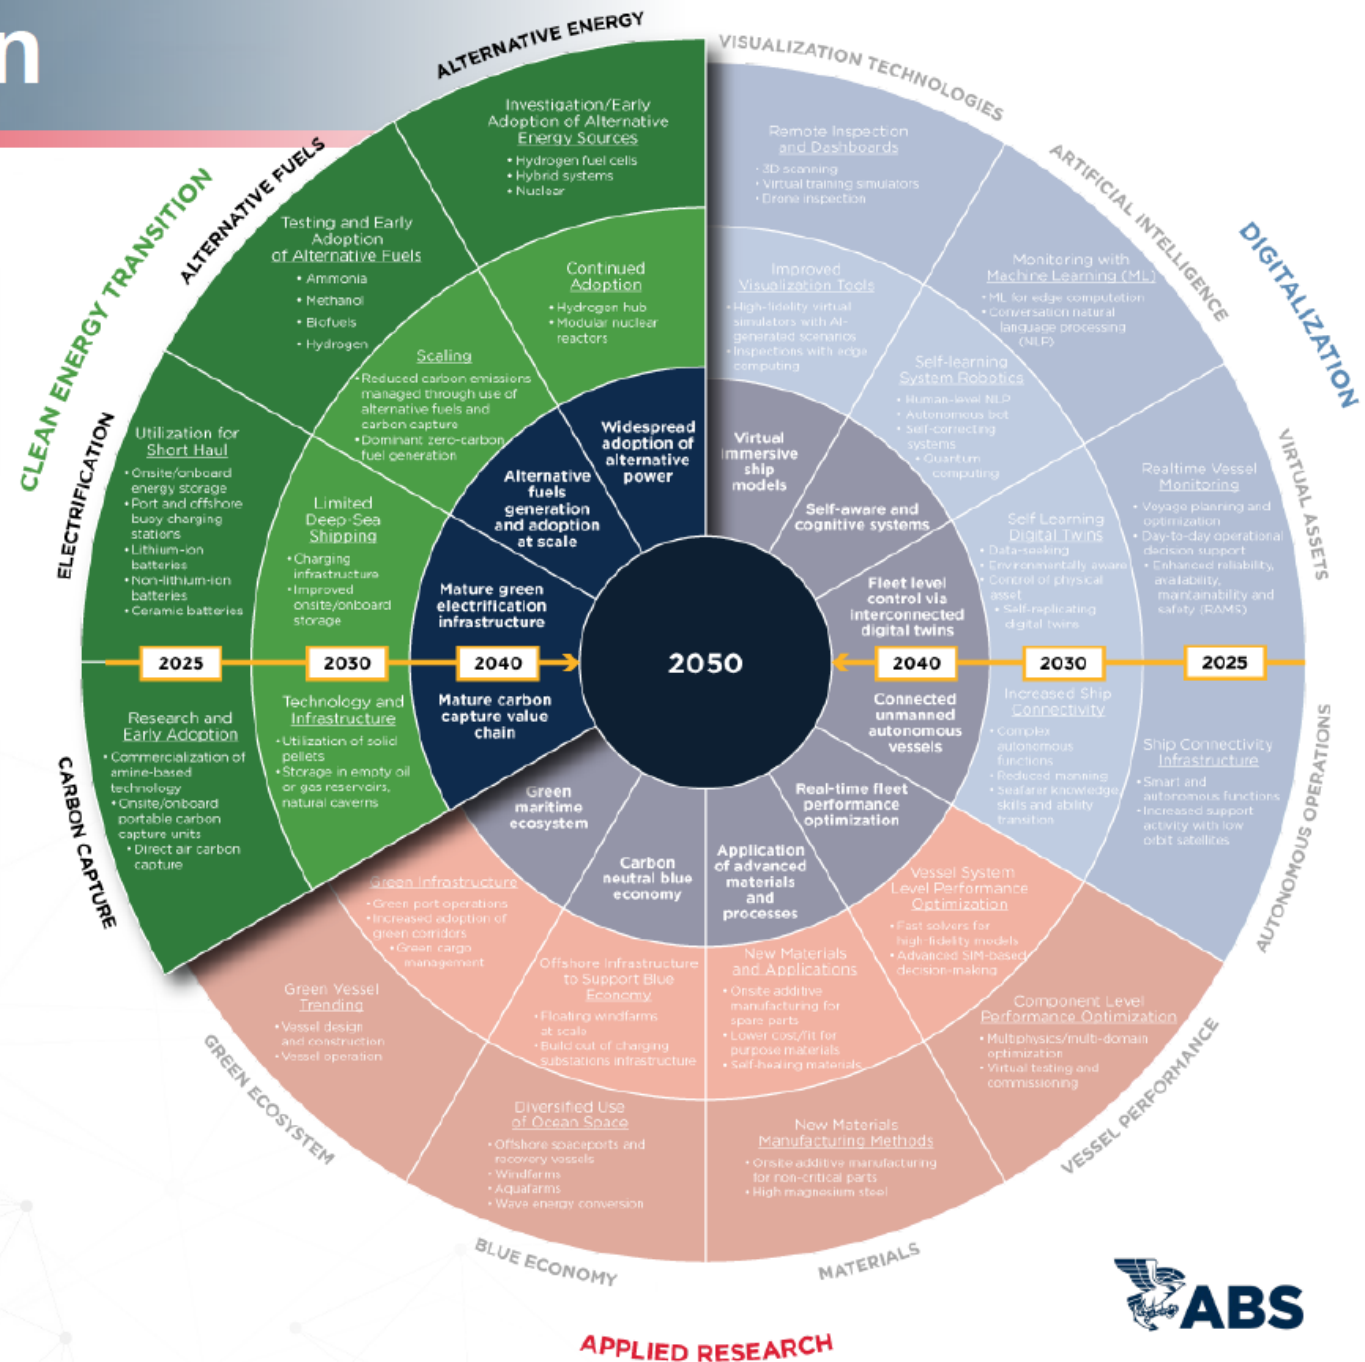 n
ALTERNATIVE ENERGY
Investigation/Early
Adoption of Alternative
Energy Sources
• Hydrogen fuel cells
• Hybrid systems
• Nuclear
Continued
Adoption
• Hydrogen hub
• Modular nuclear
reactors
Widespread
adoption of
alternative
power
ALTERNATIVE FUELS
Testing and Early
Adoption
of Alternative Fuels
• Ammonia
• Methanol
• Biofuels
• Hydrogen
Scaling
• Reduced carbon emissions
managed through use of
alternative fuels and
carbon capture
• Dominant zero-carbon
fuel generation
Alternative
fuels
generation
and adoption
at scale
CLEAN ENERGY TRANSITION
ELECTRIFICATION
Utilization for
Short Haul
• Onsite/onboard
energy storage
• Port and offshore
buoy charging
stations
• Lithium-ion
batteries
• Non-lithium-ion
batteries
• Ceramic batteries
Limited
Deep-Sea
Shipping
• Charging
infrastructure
• Improved
onsite/onboard
storage
Mature green
electrification
infrastructure
2025
2030
2040
2050
2040
2030
2025
CARBON CAPTURE
Research and
Early Adoption
• Commercialization of
amine-based
technology
• Onsite/onboard
portable carbon
capture units
• Direct air carbon
capture
Technology and
Infrastructure
• Utilization of solid
pellets
• Storage in empty oil
or gas reservoirs,
natural caverns
Mature carbon
capture value
chain
VISUALIZATION TECHNOLOGIES
Remote Inspection
and Dashboards
• 3D scanning
• Virtual training simulators
• Drone inspection
Improved
Visualization Tools
• High-fidelity virtual
simulators with AI-
generated scenarios
• Inspections with edge
computing
Virtual
immersive
ship
models
ARTIFICIAL INTELLIGENCE
Monitoring with
Machine Learning (ML)
• ML for edge computation
• Conversation natural
language processing
(NLP)
Self-learning
System Robotics
• Human-level NLP
• Autonomous bot
• Self-correcting
systems
• Quantum
computing
Self-aware and
cognitive systems
DIGITALIZATION
VIRTUAL ASSETS
Realtime Vessel
Monitoring
• Voyage planning and
optimization
• Day-to-day operational
decision support
• Enhanced reliability,
availability,
maintainability and
safety (RAMS)
Self Learning
Digital Twins
• Data-seeking
• Environmentally aware
• Control of physical
asset
• Self-replicating
digital twins
Fleet level
control via
interconnected
digital twins
AUTONOMOUS OPERATIONS
Ship Connectivity
Infrastructure
• Smart and
autonomous functions
• Increased support
activity with low
orbit satellites
Increased Ship
Connectivity
• Complex
autonomous
functions
• Reduced manning
• Seafarer knowledge,
skills and ability
transition
Connected
unmanned
autonomous
vessels
VESSEL PERFORMANCE
Component Level
Performance Optimization
• Multiphysics/multi-domain
optimization
• Virtual testing and
commissioning
Vessel System
Level Performance
Optimization
• Fast solvers for
high-fidelity models
• Advanced SIM-based
decision-making
Real-time fleet
performance
optimization
MATERIALS
New Materials
Manufacturing Methods
• Onsite additive manufacturing
for non-critical parts
• High magnesium steel
New Materials
and Applications
• Onsite additive
manufacturing for
spare parts
• Lower cost/fit for
purpose materials
• Self-healing materials
Application
of advanced
materials
and
processes
BLUE ECONOMY
Diversified Use
of Ocean Space
• Offshore spaceports and
recovery vessels
• Windfarms
• Aquafarms
• Wave energy conversion
Offshore Infrastructure
to Support Blue
Economy
• Floating windfarms
at scale
• Build out of charging
substations infrastructure
Carbon
neutral blue
economy
GREEN ECOSYSTEM
Green Vessel
Trending
• Vessel design
and construction
• Vessel operation
Green Infrastructure
• Green port operations
• Increased adoption of
green corridors
• Green cargo
management
Green
maritime
ecosystem
APPLIED RESEARCH
ABS